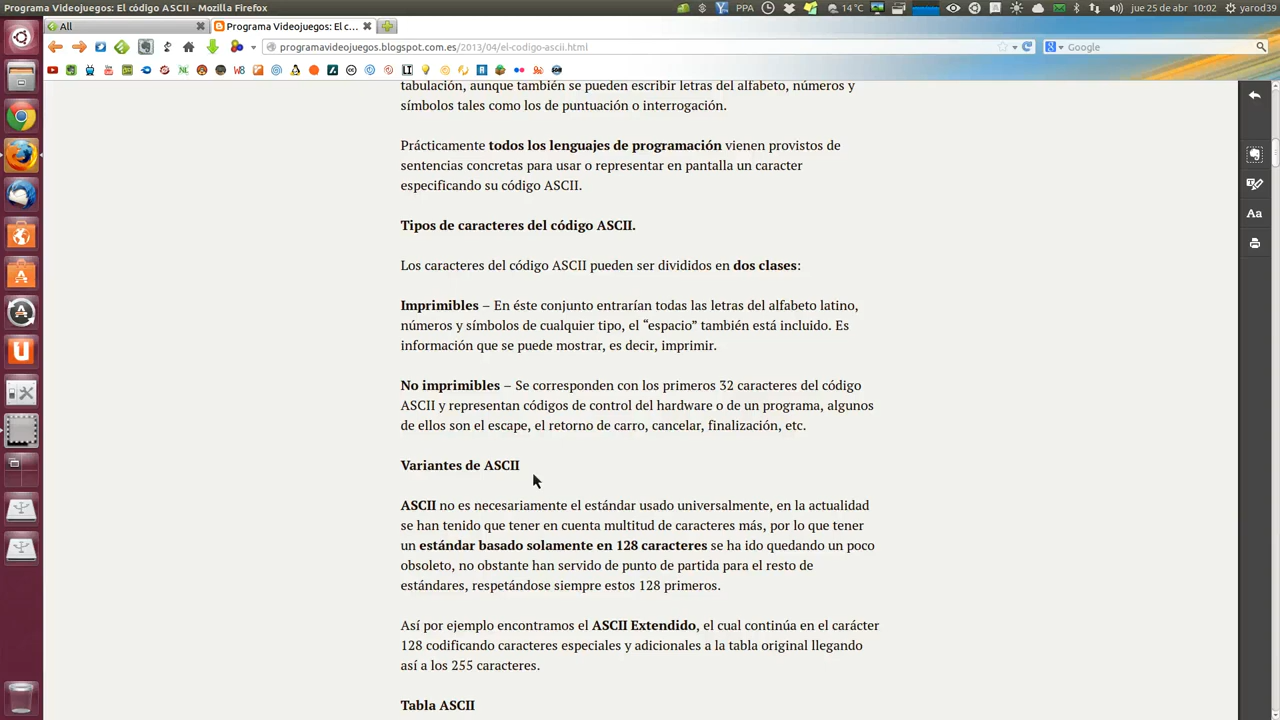 Programa Videojuegos: El código ASCII - Mozilla Firefox
PPA
14 °C
mar 25 de abr
10:02
yarod39
All
Programa Videojuegos: El c...
programavideojuegos.blogspot.com.es/2013/04/el-codigo-ascii.html
Google
tabulación, aunque también se pueden escribir letras del alfabeto, números y
símbolos tales como los de puntuación o interrogación.
Prácticamente todos los lenguajes de programación vienen provistos de
sentencias concretas para usar o representar en pantalla un caracter
especificando su código ASCII.
Tipos de caracteres del código ASCII.
Los caracteres del código ASCII pueden ser divididos en dos clases:
Imprimibles – En éste conjunto entrarían todas las letras del alfabeto latino,
números y símbolos de cualquier tipo, el “espacio” también está incluido. Es
información que se puede mostrar, es decir, imprimir.
No imprimibles – Se corresponden con los primeros 32 caracteres del código
ASCII y representan códigos de control del hardware o de un programa, algunos
de ellos son el escape, el retorno de carro, cancelar, finalización, etc.
Variantes de ASCII
ASCII no es necesariamente el estándar usado universalmente, en la actualidad
se han tenido que tener en cuenta multitud de caracteres más, por lo que tener
un estándar basado solamente en 128 caracteres se ha ido quedando un poco
obsoleto, no obstante han servido de punto de partida para el resto de
estándares, respetándose siempre estos 128 primeros.
Así por ejemplo encontramos el ASCII Extendido, el cual continúa en el carácter
128 codificando caracteres especiales y adicionales a la tabla original llegando
así a los 255 caracteres.
Tabla ASCII
Aa